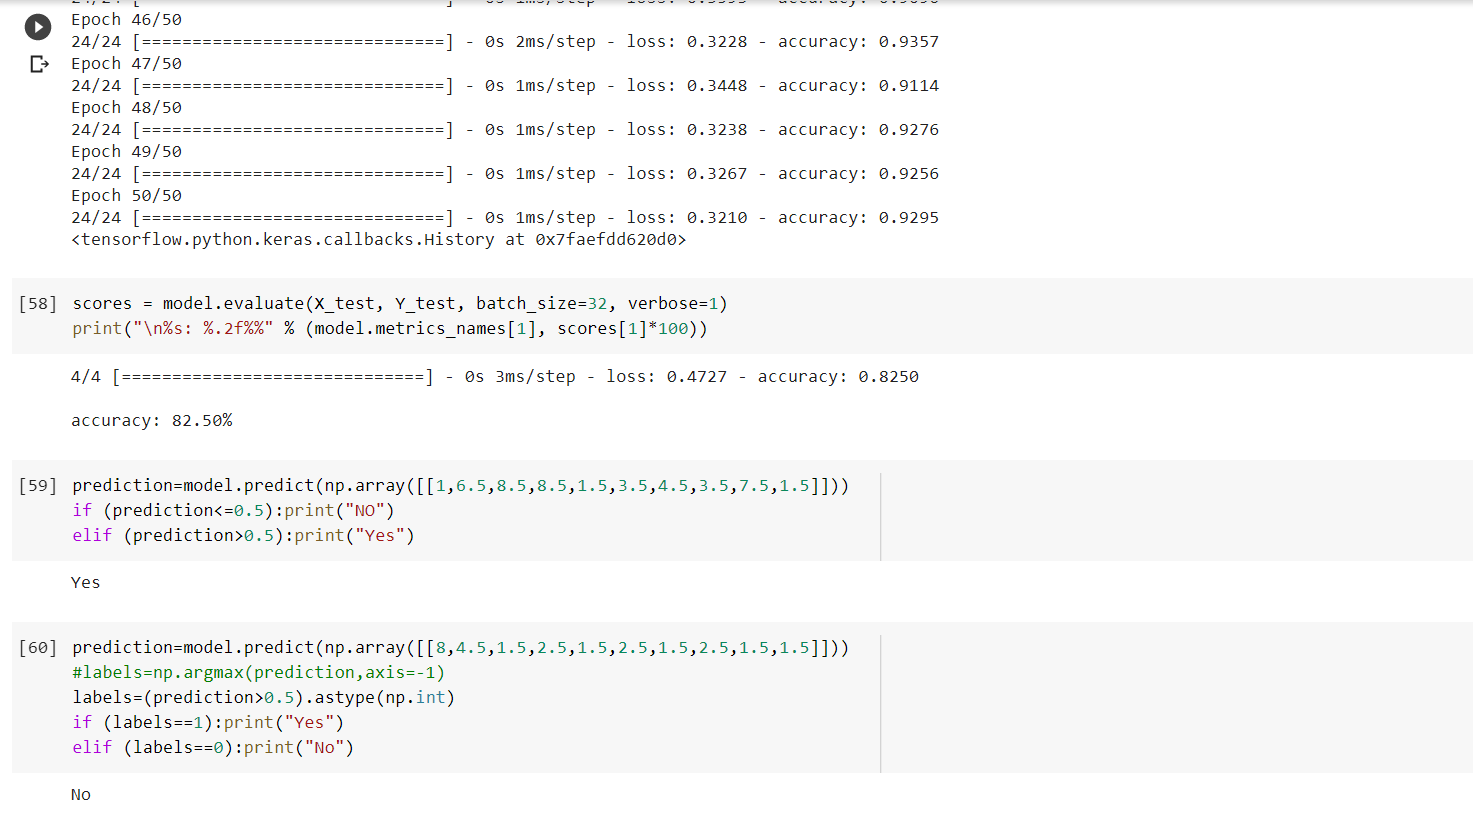 Epoch 46/50
24/24 [==============================] - 0s 2ms/step - loss: 0.3228 - accuracy: 0.9357
Epoch 47/50
24/24 [==============================] - 0s 1ms/step - loss: 0.3448 - accuracy: 0.9114
Epoch 48/50
24/24 [==============================] - 0s 1ms/step - loss: 0.3238 - accuracy: 0.9276
Epoch 49/50
24/24 [==============================] - 0s 1ms/step - loss: 0.3267 - accuracy: 0.9256
Epoch 50/50
24/24 [==============================] - 0s 1ms/step - loss: 0.3210 - accuracy: 0.9295
<tensorflow.python.keras.callbacks.History at 0x7faefdd620d0>
[58] scores = model.evaluate(X_test, Y_test, batch_size=32, verbose=1)
print("\n%s: %.2f%%" % (model.metrics_names[1], scores[1]*100))
4/4 [==============================] - 0s 3ms/step - loss: 0.4727 - accuracy: 0.8250
accuracy: 82.50%
[59] prediction=model.predict(np.array([[1,6.5,8.5,8.5,1.5,3.5,4.5,3.5,7.5,1.5]]))
if (prediction<=0.5):print("NO")
elif (prediction>0.5):print("Yes")
Yes
[60] prediction=model.predict(np.array([[8,4.5,1.5,2.5,1.5,2.5,1.5,2.5,1.5,1.5]]))
#labels=np.argmax(prediction,axis=-1)
labels=(prediction>0.5).astype(np.int)
if (labels==1):print("Yes")
elif (labels==0):print("No")
No